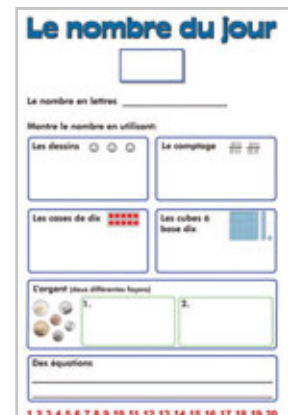 Le nombre du jour
Le nombre en lettres
Montre le nombre en utilisant:
Les dessins
Le comptage
Les cases de dix
Les cubes à base dix
L'argent (deux différentes façons)
1.
2.
Des équations
1 2 3 4 5 6 7 8 9 10 11 12 13 14 15 16 17 18 19 20